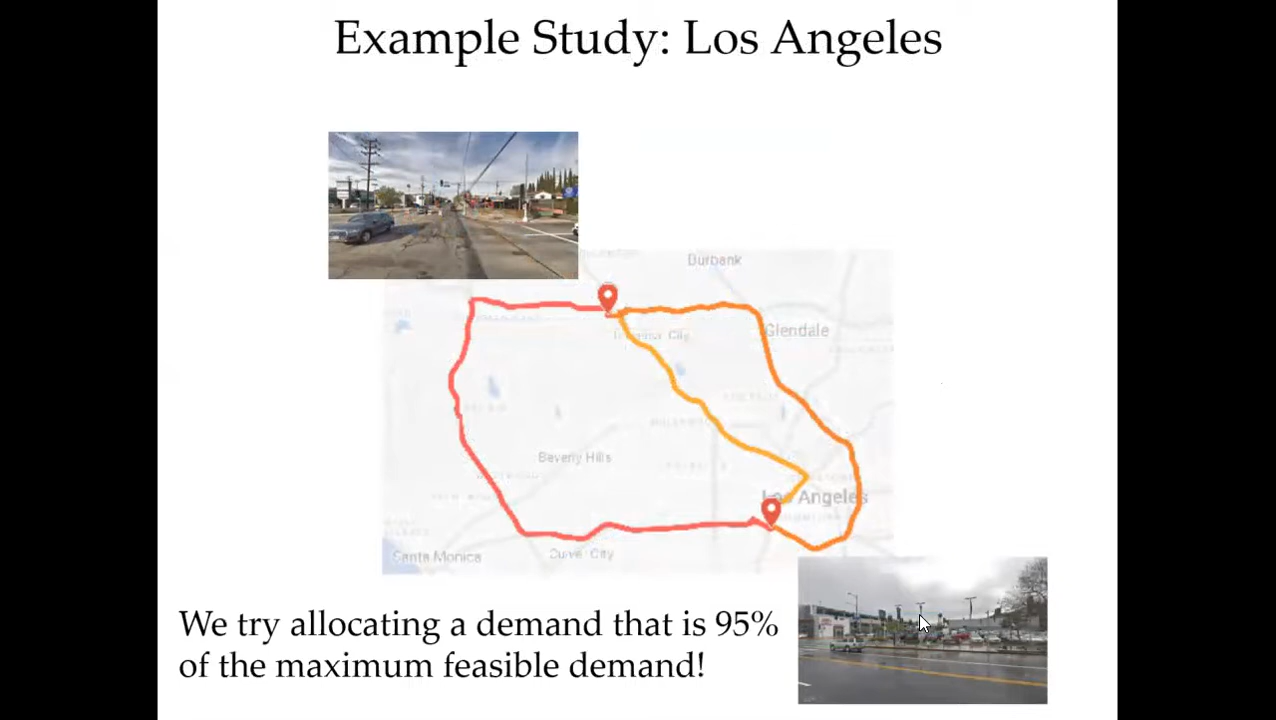 Example Study: Los Angeles
Burbank
Glendale
Beverly Hills
Los Angeles
Santa Monica
Culver City
We try allocating a demand that is 95%
of the maximum feasible demand!